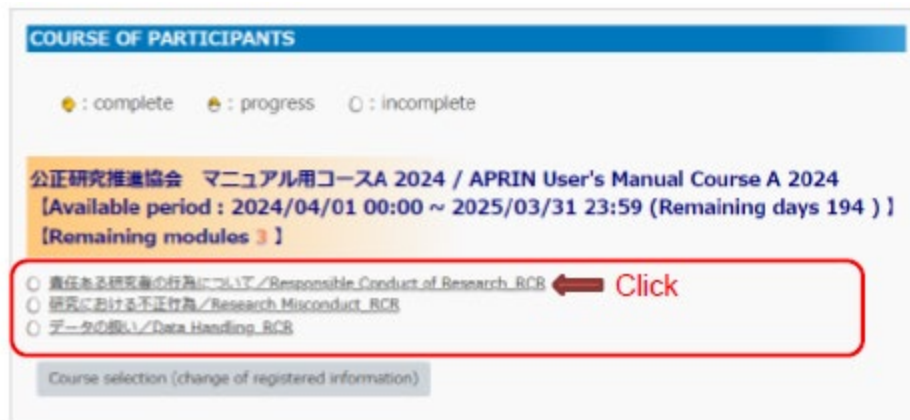 COURSE OF PARTICIPANTS
: complete : progress : incomplete
公正研究推進協会 マニュアル用コースA 2024 / APRIN User's Manual Course A 2024
【Available period : 2024/04/01 00:00 ~ 2025/03/31 23:59 (Remaining days 194 ) 】
【Remaining modules 3 】
責任ある研究者の行為について／Responsible Conduct of Research_RCR Click
研究における不正行為／Research Misconduct_RCR
データの扱い／Data Handling_RCR
Course selection (change of registered information)